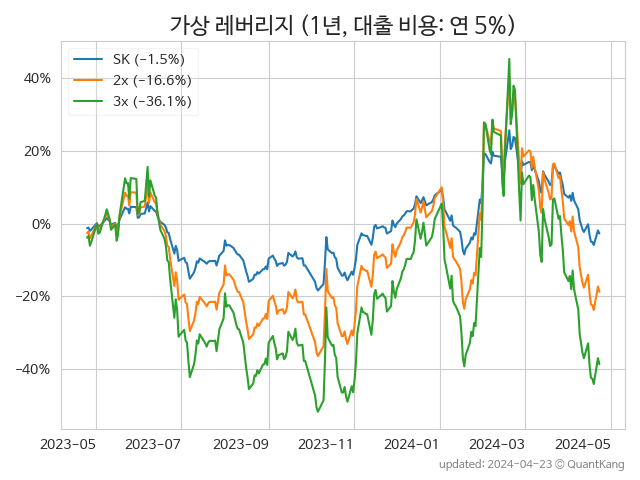 가상 레버리지 (1년, 대출 비용: 연 5%)
SK (−1.5%)
2x (−16.6%)
3x (−36.1%)
40%
20%
0%
−20%
−40%
2023-05 2023-07 2023-09 2023-11 2024-01 2024-03 2024-05
updated: 2024-04-23 ⓒ QuantKang